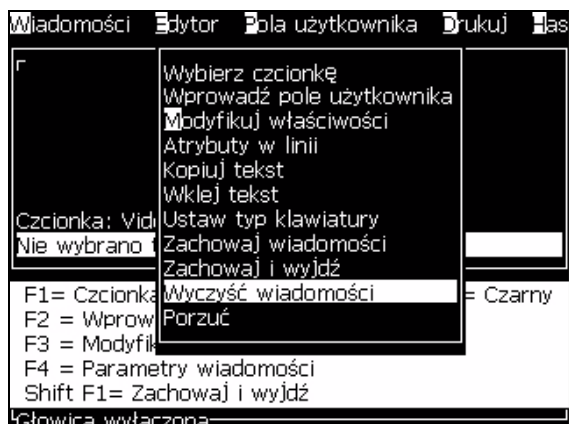 Wiadomości Edytor Pola użytkownika Drukuj Has
Wybierz czcionkę
Wprowadź pole użytkownika
Modyfikuj właściwości
Atrybuty w linii
Kopiuj tekst
Wklej tekst
Czcionka: Vid Ustaw typ klawiatury
Nie wybrano Zachowaj wiadomości
Zachowaj i wyjdź
F1= Czcionka Wyczyść wiadomości = Czarny
F2 = Wprow Porzuć
F3 = Modyfik
F4 = Parametry wiadomości
Shift F1= Zachowaj i wyjdź
Głowica wyłączona